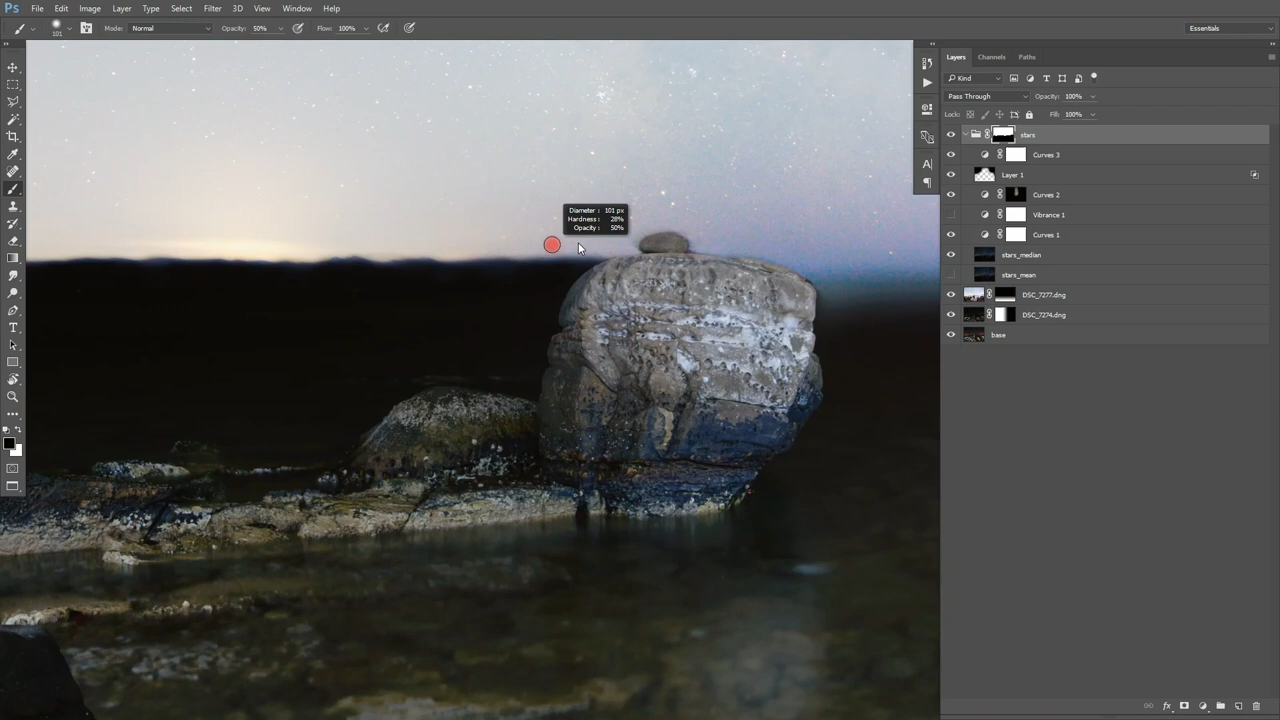 Ps File Edit Image Layer Type Select Filter 3D View Window Help
101 Mode: Normal Opacity: 50% Flow: 100% Essentials
Layers Channels Paths
Kind
Pass Through Opacity: 100%
Lock: Fill: 100%
stars
Curves 3
Layer 1
Curves 2
Vibrance 1
Curves 1
stars_median
stars_mean
DSC_7277.dng
DSC_7274.dng
base
Diameter : 101 px
Hardness : 28%
Opacity : 50%